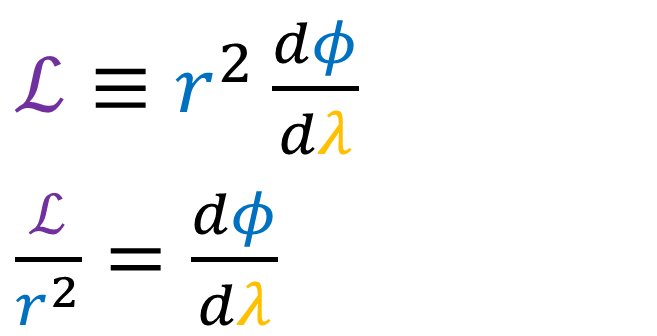 ℒ ≡ r² dϕ/dλ
ℒ/r² = dϕ/dλ